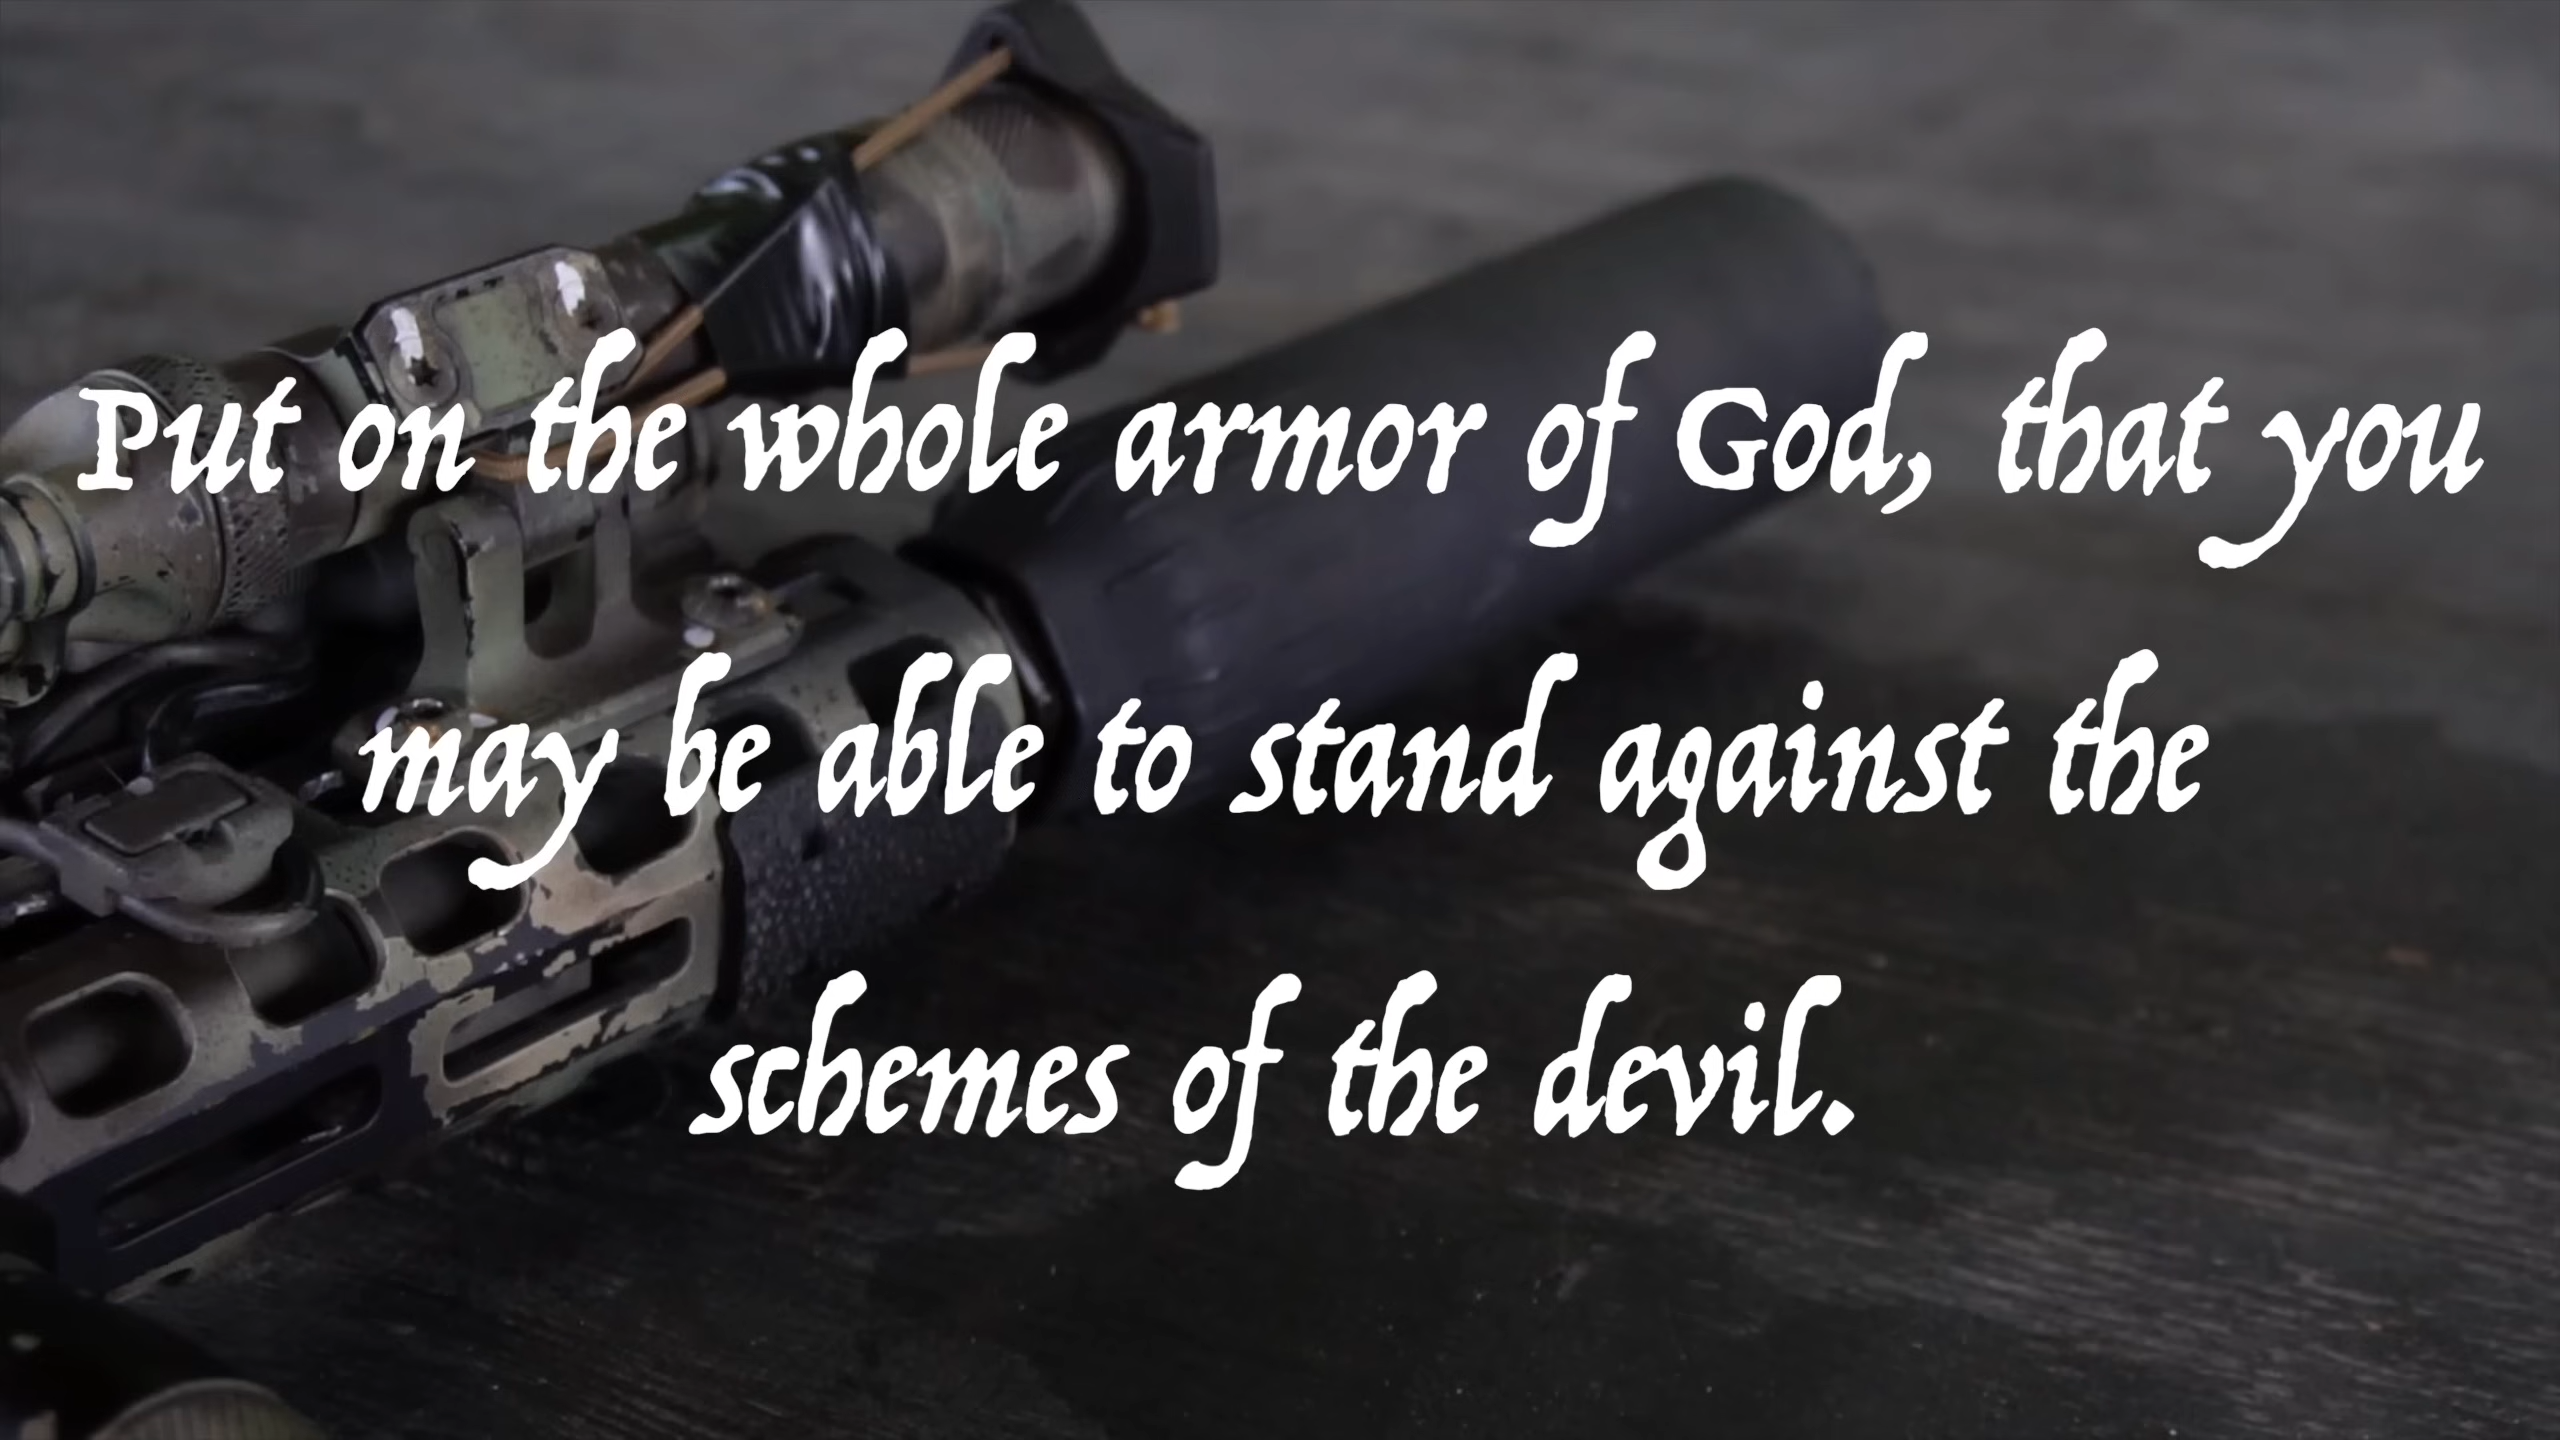 Put on the whole armor of God, that you
may be able to stand against the
schemes of the devil.